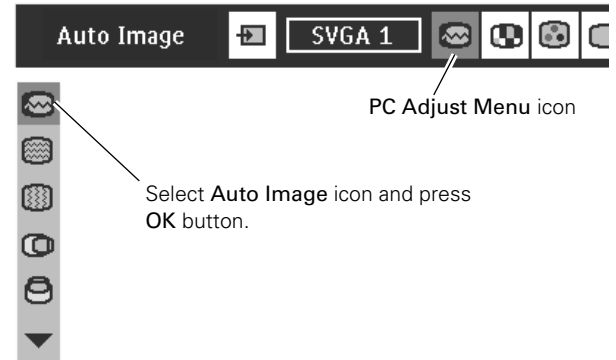 Auto Image SVGA 1
PC Adjust Menu icon
Select Auto Image icon and press
OK button.